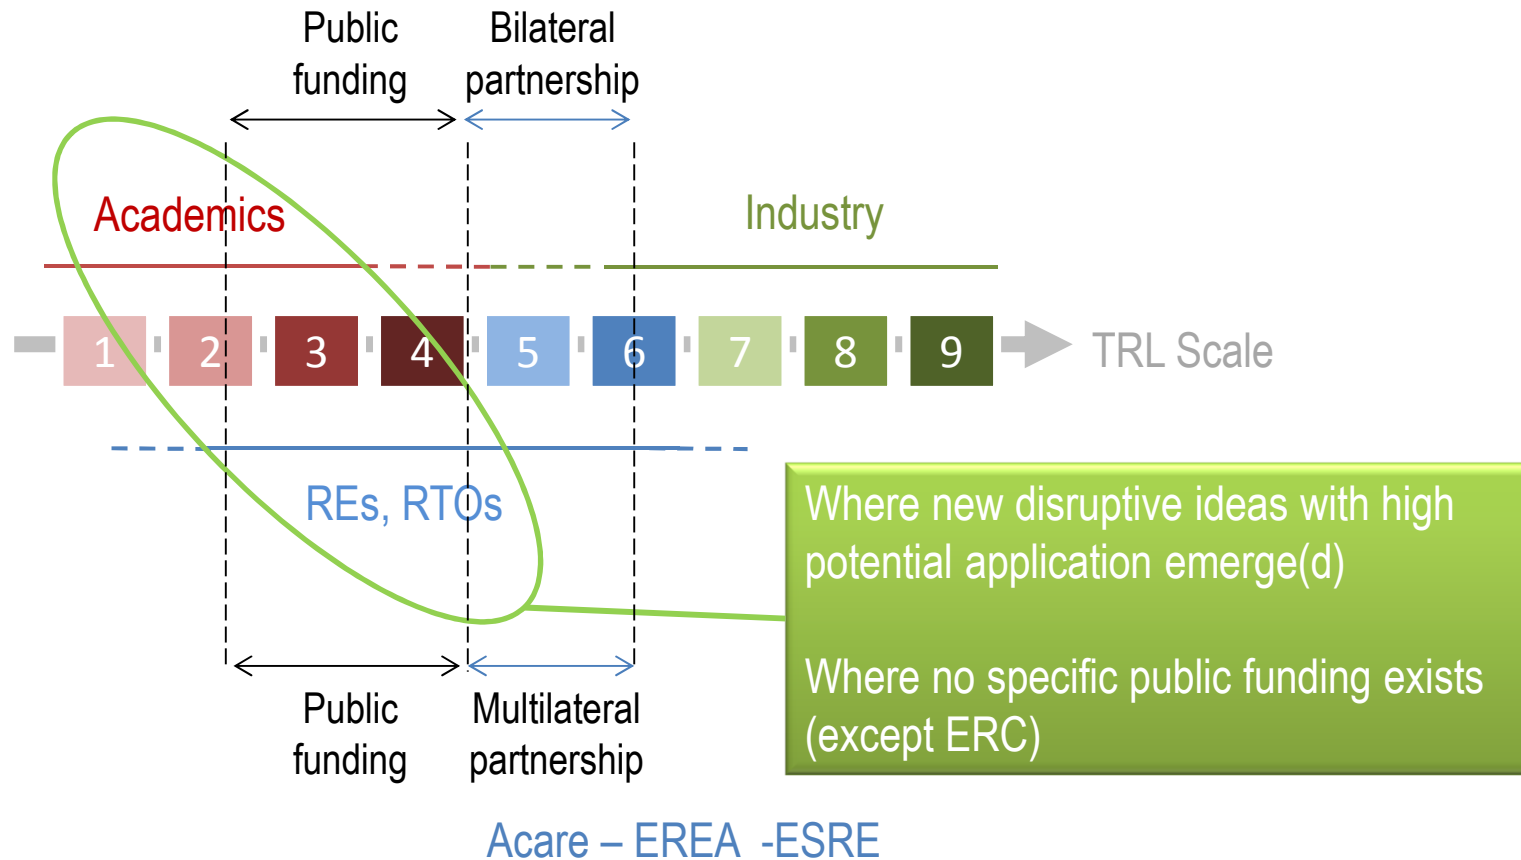 Public
funding
Bilateral
partnership
Academics
Industry
1 2 3 4 5 6 7 8 9
TRL Scale
REs, RTOs
Where new disruptive ideas with high
potential application emerge(d)
Where no specific public funding exists
(except ERC)
Public
funding
Multilateral
partnership
Acare – EREA -ESRE